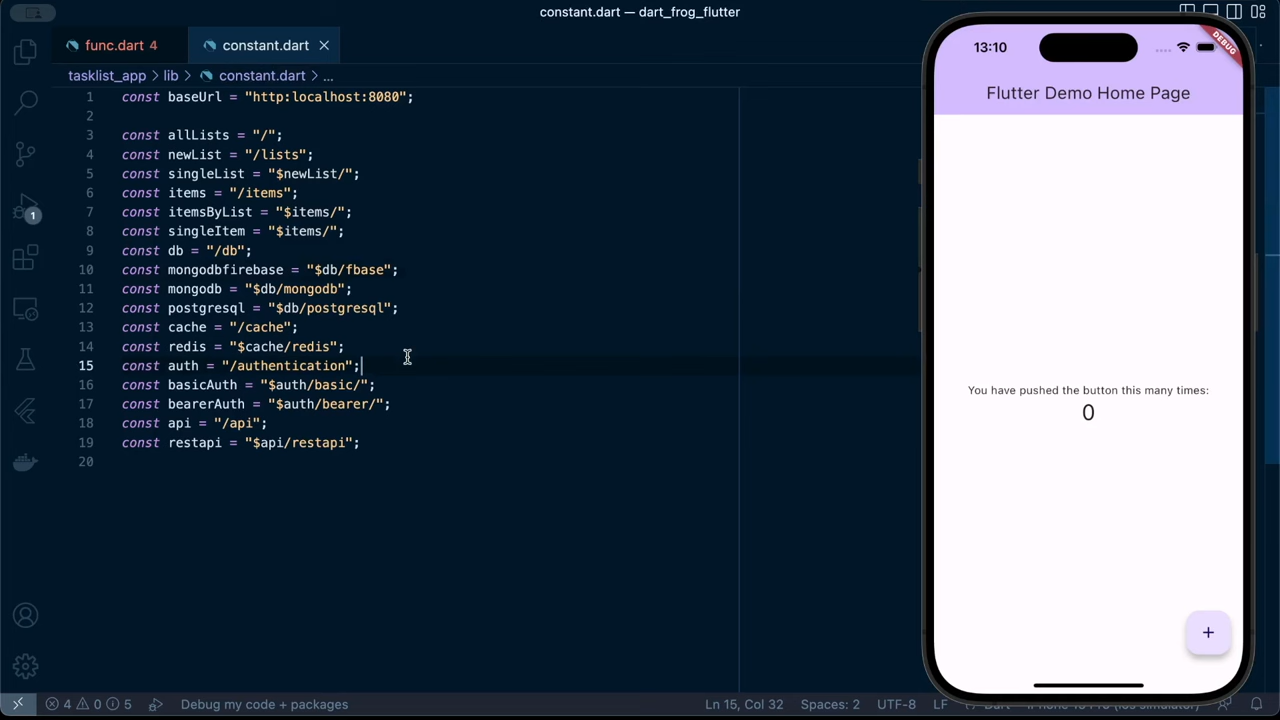 constant.dart — dart_frog_flutter
func.dart 4
constant.dart
tasklist_app > lib > constant.dart > ...
1 const baseUrl = "http:localhost:8080";
2
3 const allLists = "/";
4 const newList = "/lists";
5 const singleList = "$newList/";
6 const items = "/items";
7 const itemsByList = "$items/";
8 const singleItem = "$items/";
9 const db = "/db";
10 const mongodbfirebase = "$db/fbase";
11 const mongodb = "$db/mongodb";
12 const postgresql = "$db/postgresql";
13 const cache = "/cache";
14 const redis = "$cache/redis";
15 const auth = "/authentication";
16 const basicAuth = "$auth/basic/";
17 const bearerAuth = "$auth/bearer/";
18 const api = "/api";
19 const restapi = "$api/restapi";
20
1
4 0 5 Debug my code + packages
Ln 15, Col 32 Spaces: 2 UTF-8 LF Dart
13:10
DEBUG
Flutter Demo Home Page
You have pushed the button this many times:
0
+